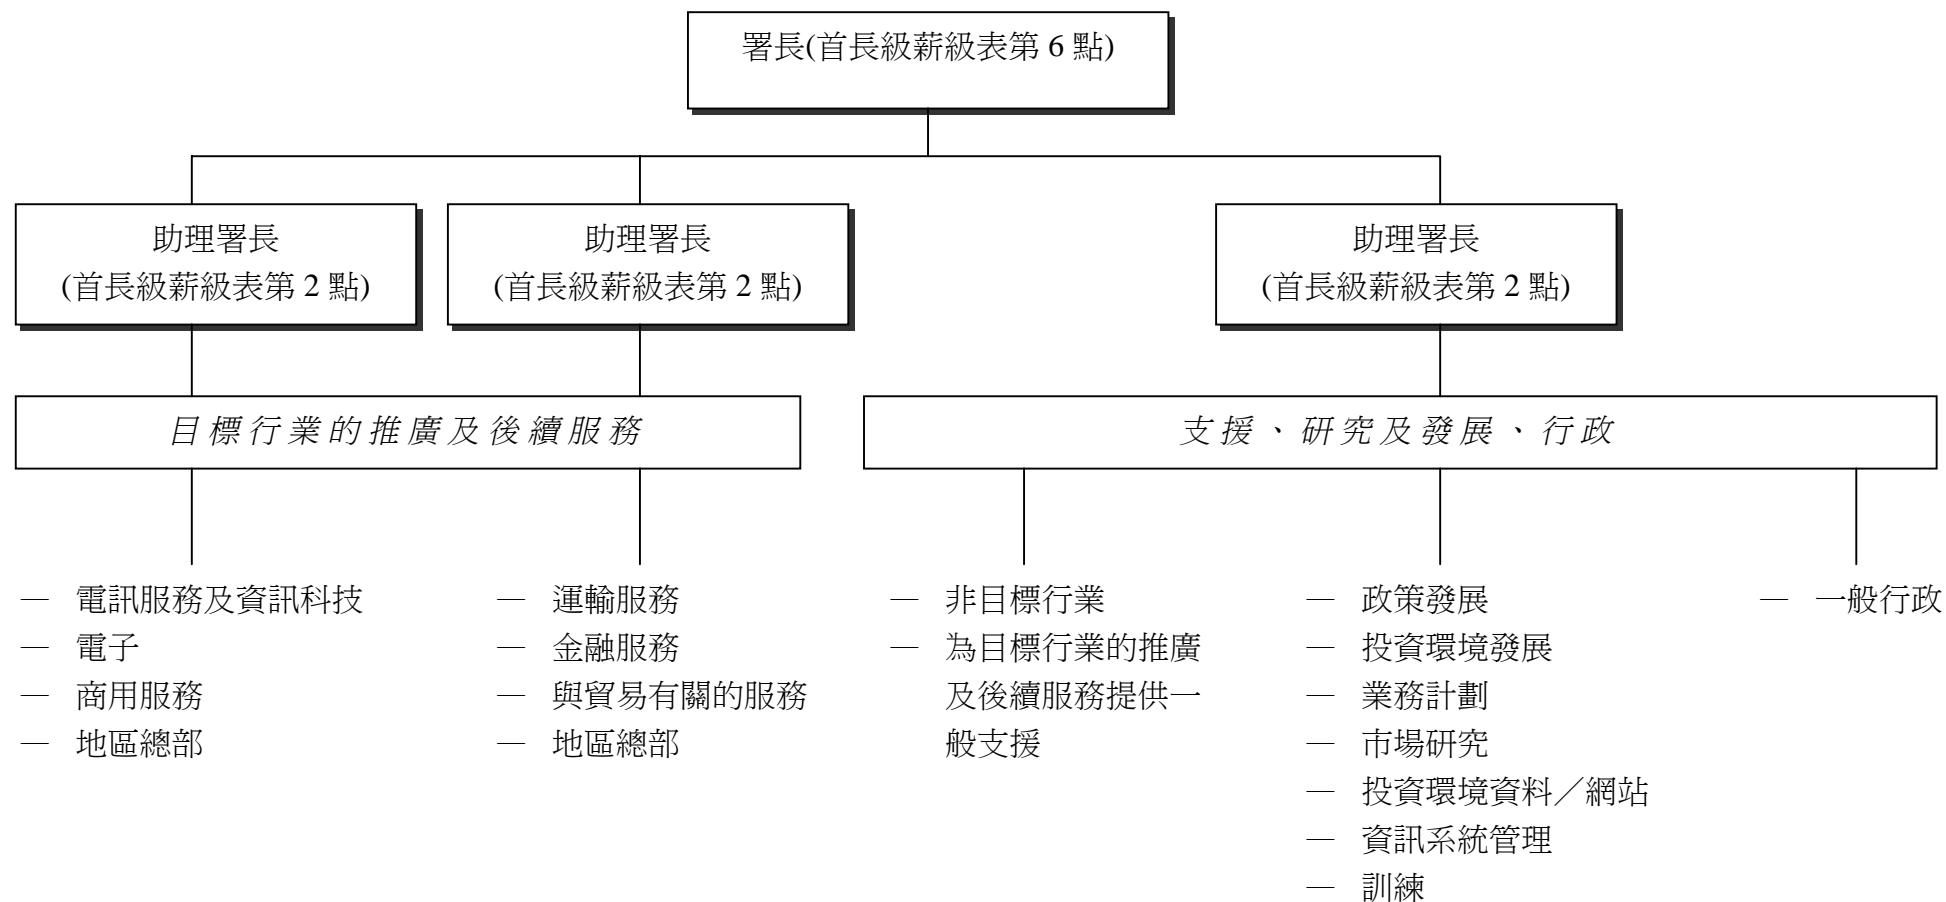 署長(首長級薪級表第 6 點)
助理署長
(首長級薪級表第 2 點)
助理署長
(首長級薪級表第 2 點)
助理署長
(首長級薪級表第 2 點)
目標行業的推廣及後續服務
支援、研究及發展、行政
— 電訊服務及資訊科技
— 電子
— 商用服務
— 地區總部
— 運輸服務
— 金融服務
— 與貿易有關的服務
— 地區總部
— 非目標行業
— 為目標行業的推廣
及後續服務提供一
般支援
— 政策發展
— 投資環境發展
— 業務計劃
— 市場研究
— 投資環境資料／網站
— 資訊系統管理
— 訓練
— 一般行政